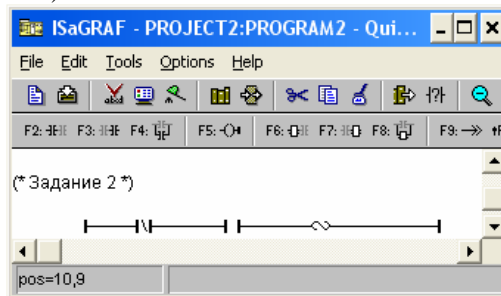 ISaGRAF - PROJECT2:PROGRAM2 - Qui...
File Edit Tools Options Help
F2: F3: F4: F5: F6: F7: F8: F9:
(* Задание 2 *)
pos=10,9